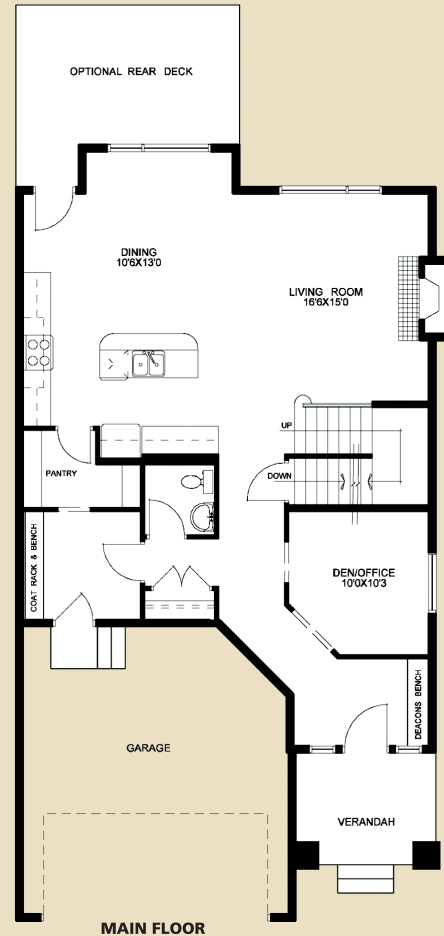 OPTIONAL REAR DECK
DINING
10'6X13'0
LIVING ROOM
16'6X15'0
UP
PANTRY
DOWN
COAT RACK & BENCH
DEN/OFFICE
10'0X10'3
DEACONS BENCH
GARAGE
VERANDAH
MAIN FLOOR